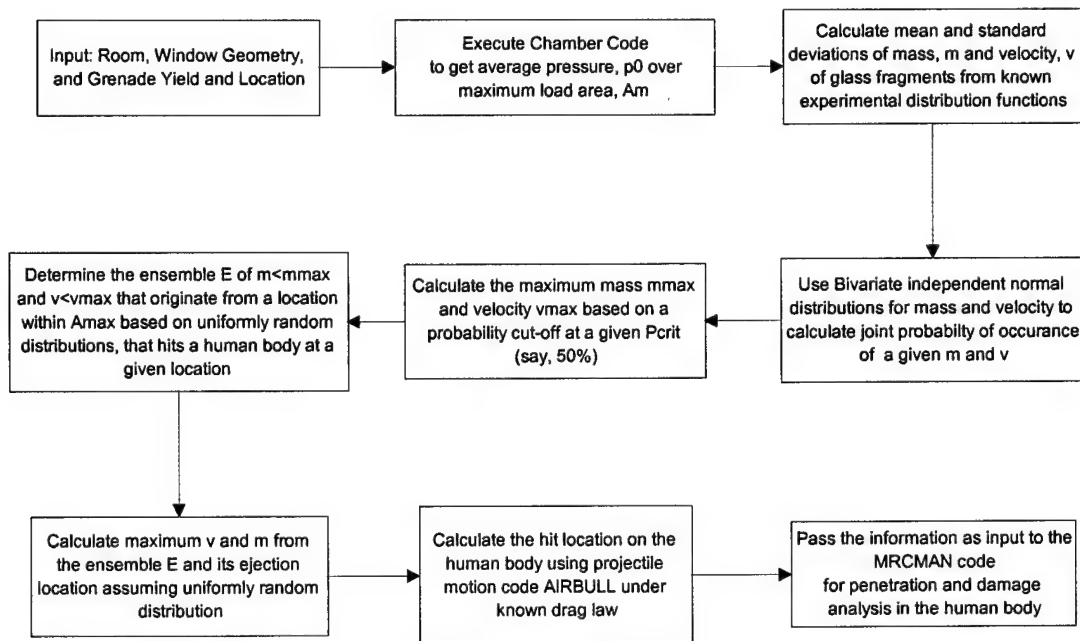 Input: Room, Window Geometry,
and Grenade Yield and Location
Execute Chamber Code
to get average pressure, p0 over
maximum load area, Am
Calculate mean and standard
deviations of mass, m and velocity, v
of glass fragments from known
experimental distribution functions
Determine the ensemble E of m<mmax
and v<vmax that originate from a location
within Amax based on uniformly random
distributions, that hits a human body at a
given location
Calculate the maximum mass mmax
and velocity vmax based on a
probability cut-off at a given Pcrit
(say, 50%)
Use Bivariate independent normal
distributions for mass and velocity to
calculate joint probabilty of occurance
of a given m and v
Calculate maximum v and m from
the ensemble E and its ejection
location assuming uniformly random
distribution
Calculate the hit location on the
human body using projectile
motion code AIRBULL under
known drag law
Pass the information as input to the
MRCMAN code
for penetration and damage
analysis in the human body